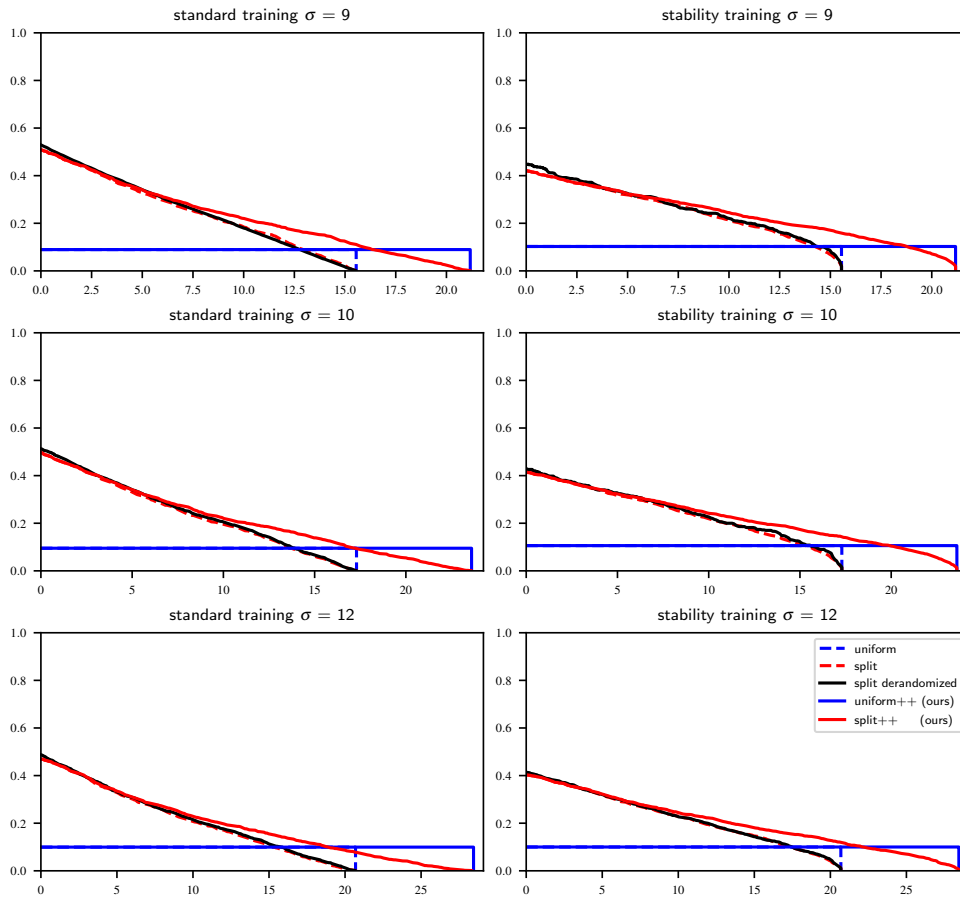 standard training σ = 9
1.0
0.8
0.6
0.4
0.2
0.0
0.0 2.5 5.0 7.5 10.0 12.5 15.0 17.5 20.0
stability training σ = 9
1.0
0.8
0.6
0.4
0.2
0.0
0.0 2.5 5.0 7.5 10.0 12.5 15.0 17.5 20.0
standard training σ = 10
1.0
0.8
0.6
0.4
0.2
0.0
0 5 10 15 20
stability training σ = 10
1.0
0.8
0.6
0.4
0.2
0.0
0 5 10 15 20
standard training σ = 12
1.0
0.8
0.6
0.4
0.2
0.0
0 5 10 15 20 25
stability training σ = 12
1.0
0.8
0.6
0.4
0.2
0.0
0 5 10 15 20 25
uniform
split
split derandomized
uniform++ (ours)
split++ (ours)